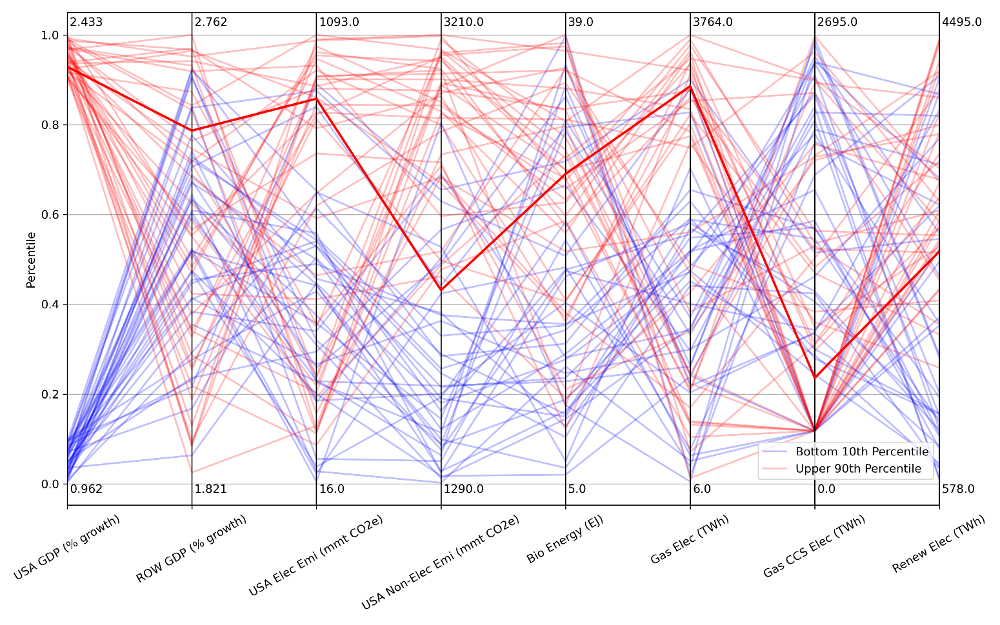 2.433 2.762 1093.0 3210.0 39.0 3764.0 2695.0 4495.0
1.0
0.8
0.6
0.4
0.2
0.0
Percentile
Bottom 10th Percentile
Upper 90th Percentile
0.962 1.821 16.0 1290.0 5.0 6.0 0.0 578.0
USA GDP (% growth)
ROW GDP (% growth)
USA Elec Emi (mmt CO2e)
USA Non-Elec Emi (mmt CO2e)
Bio Energy (EJ)
Gas Elec (TWh)
Gas CCS Elec (TWh)
Renew Elec (TWh)